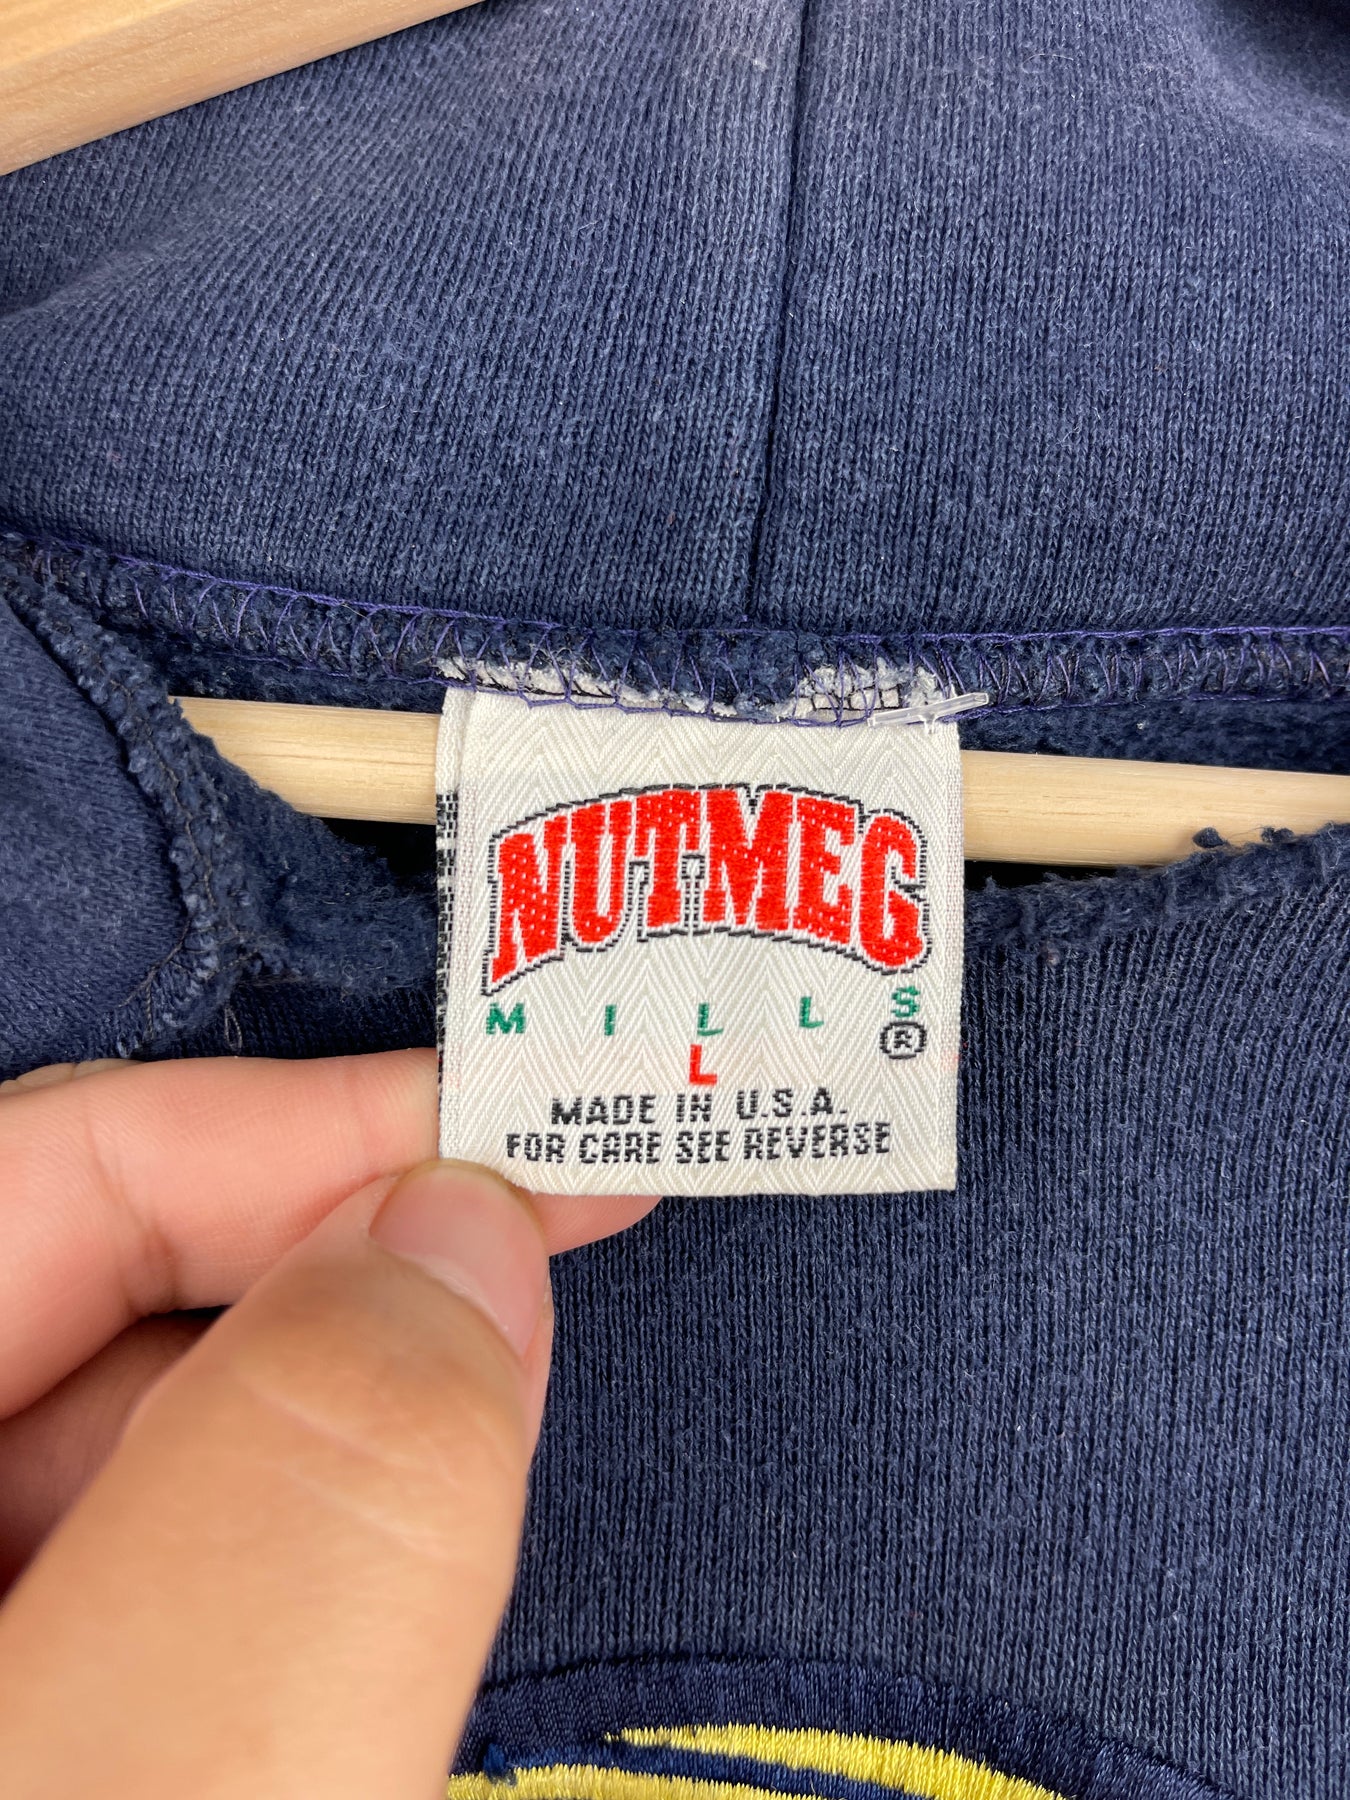 NUTMEG
MILLS
®
L
MADE IN U.S.A.
FOR CARE SEE REVERSE